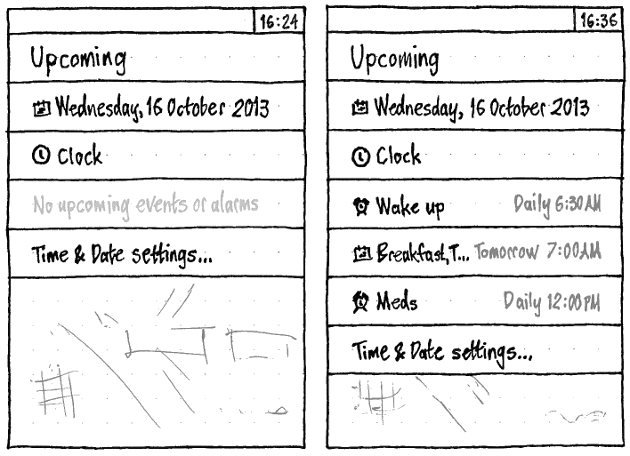 16:24
Upcoming
Wednesday, 16 October 2013
Clock
No upcoming events or alarms
Time & Date settings...
16:36
Upcoming
Wednesday, 16 October 2013
Clock
Wake up Daily 6:30AM
Breakfast, T... Tomorrow 7:00AM
Meds Daily 12:00PM
Time & Date settings...